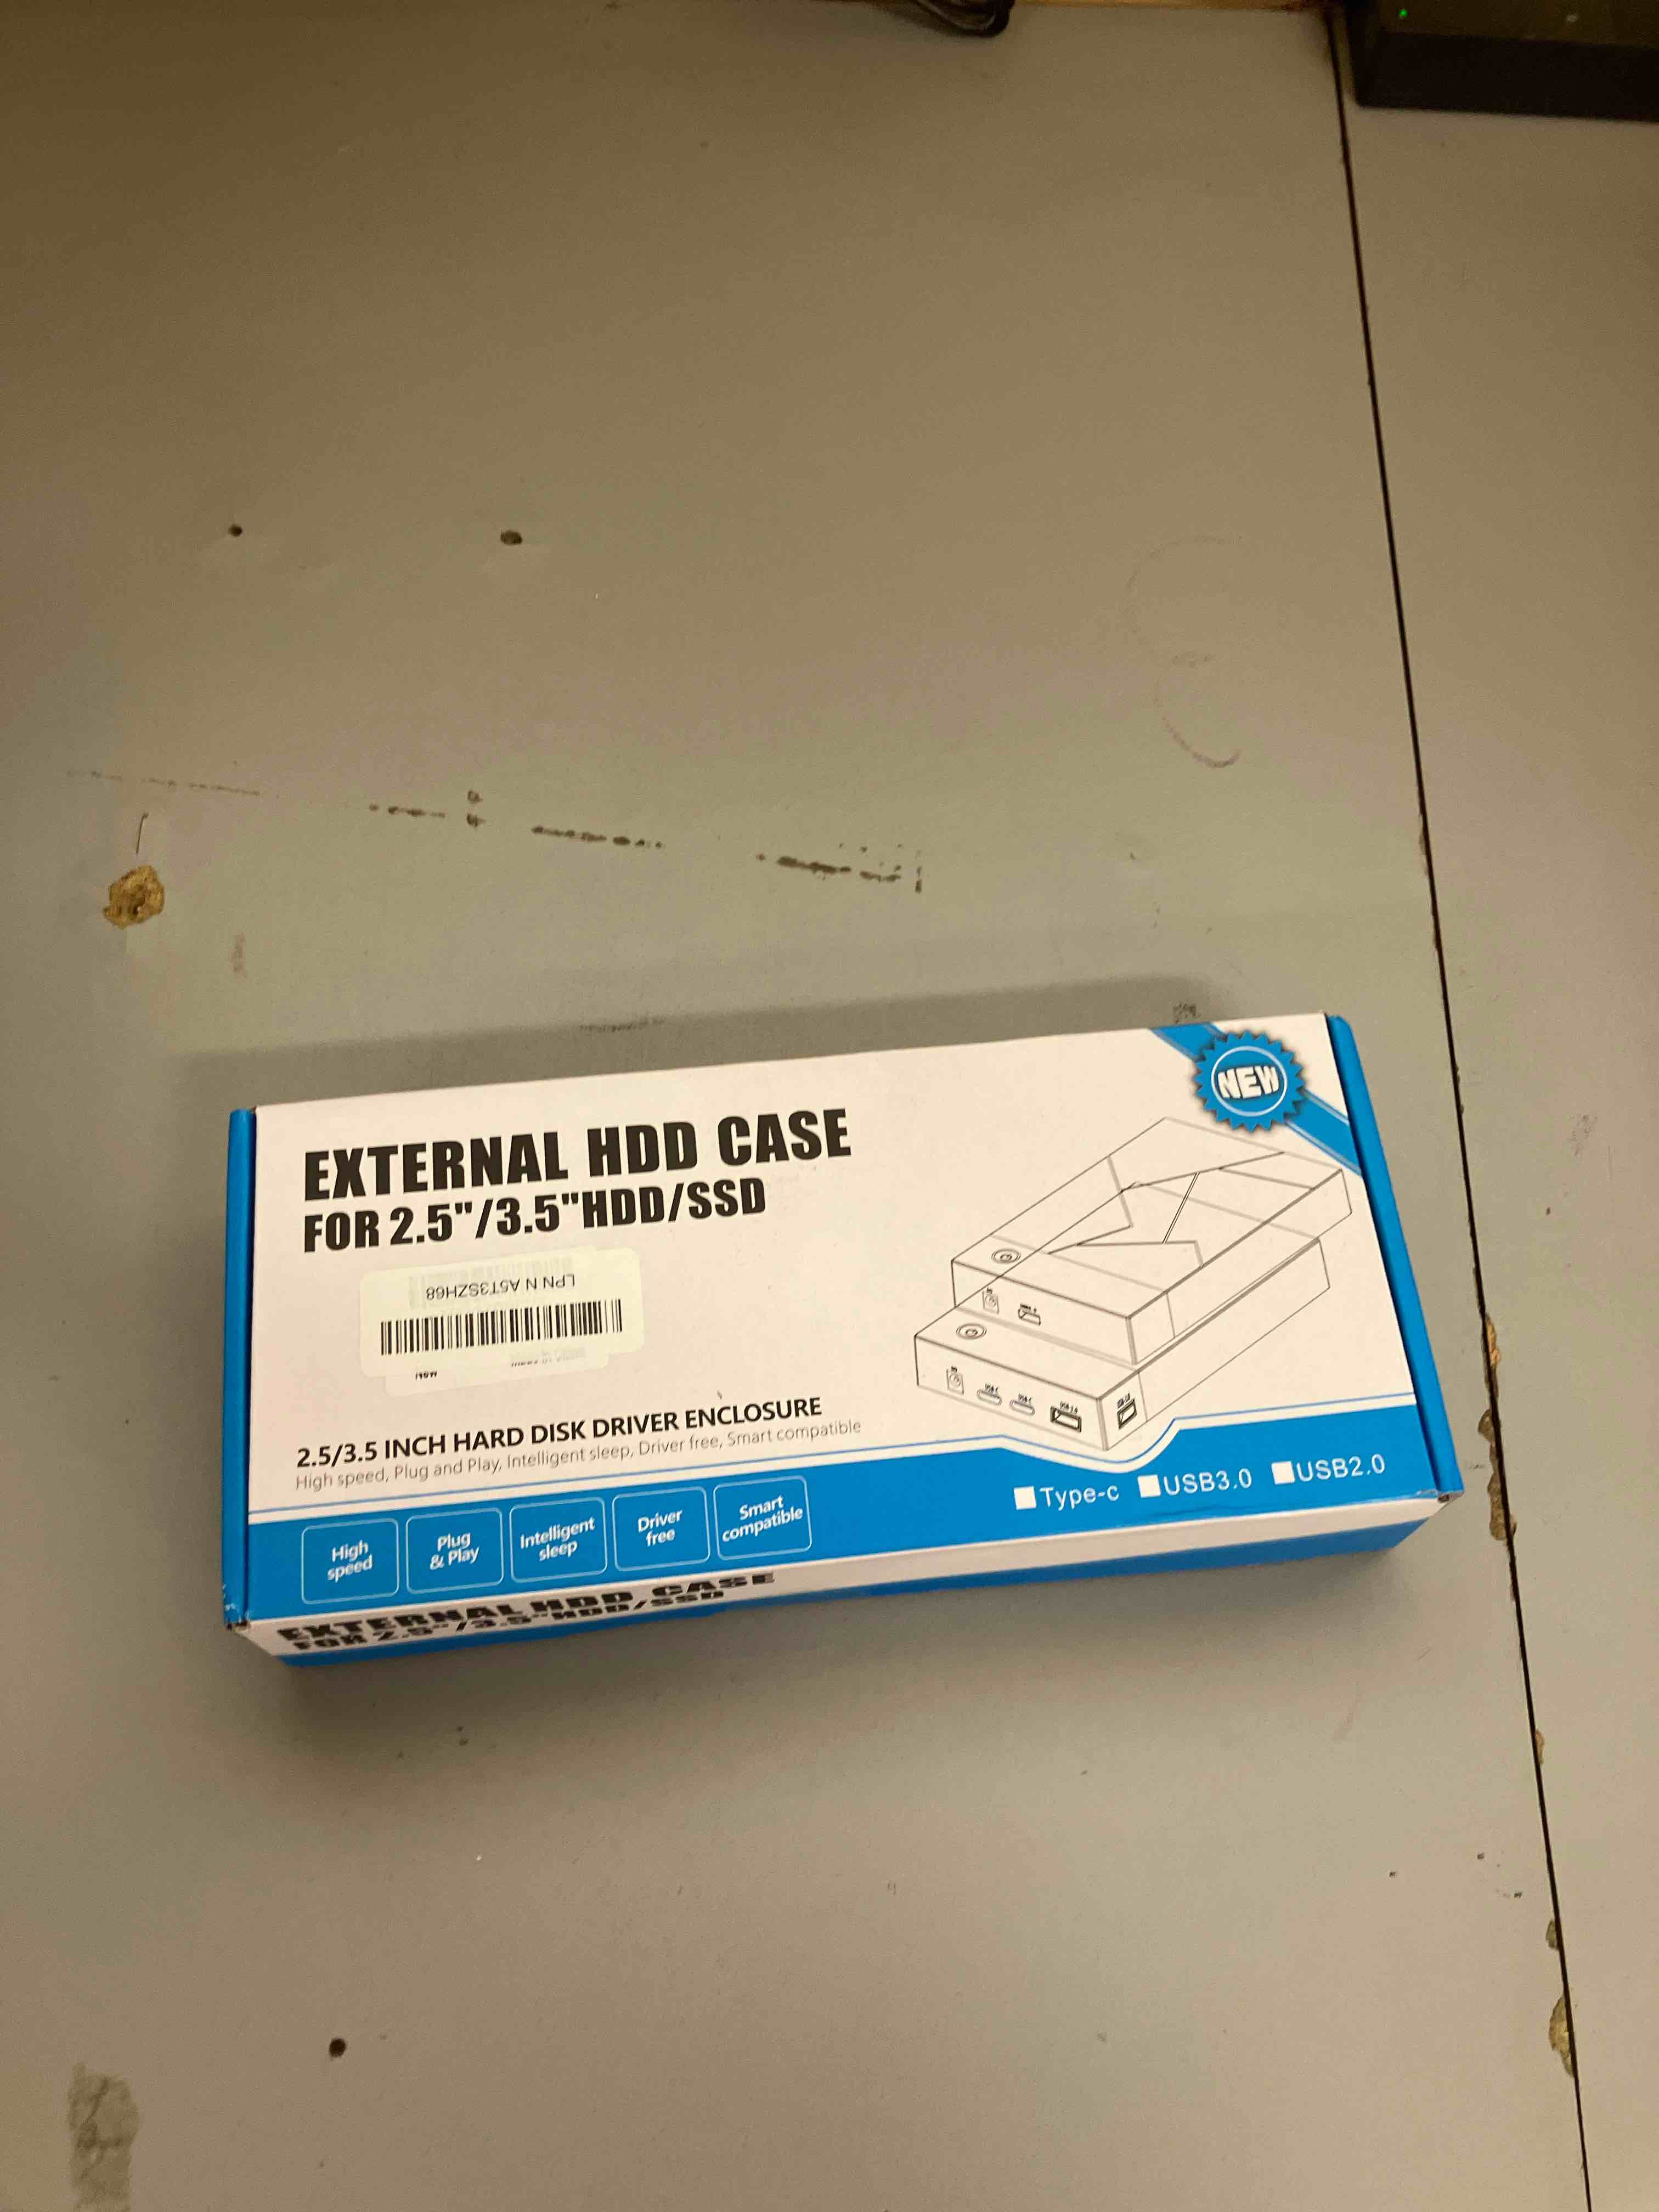 NEW
EXTERNAL HDD CASE
FOR 2.5"/3.5"HDD/SSD
LPN N A5T3SZH68
2.5/3.5 INCH HARD DISK DRIVER ENCLOSURE
High speed, Plug and Play, Intelligent sleep, Driver free, Smart compatible
USB-C
USB-C
High
speed
Plug
& Play
Intelligent
sleep
Driver
free
Smart
compatible
Type-c USB3.0 USB2.0
EXTERNAL HDD CASE
FOR 2.5"/3.5"HDD/SSD